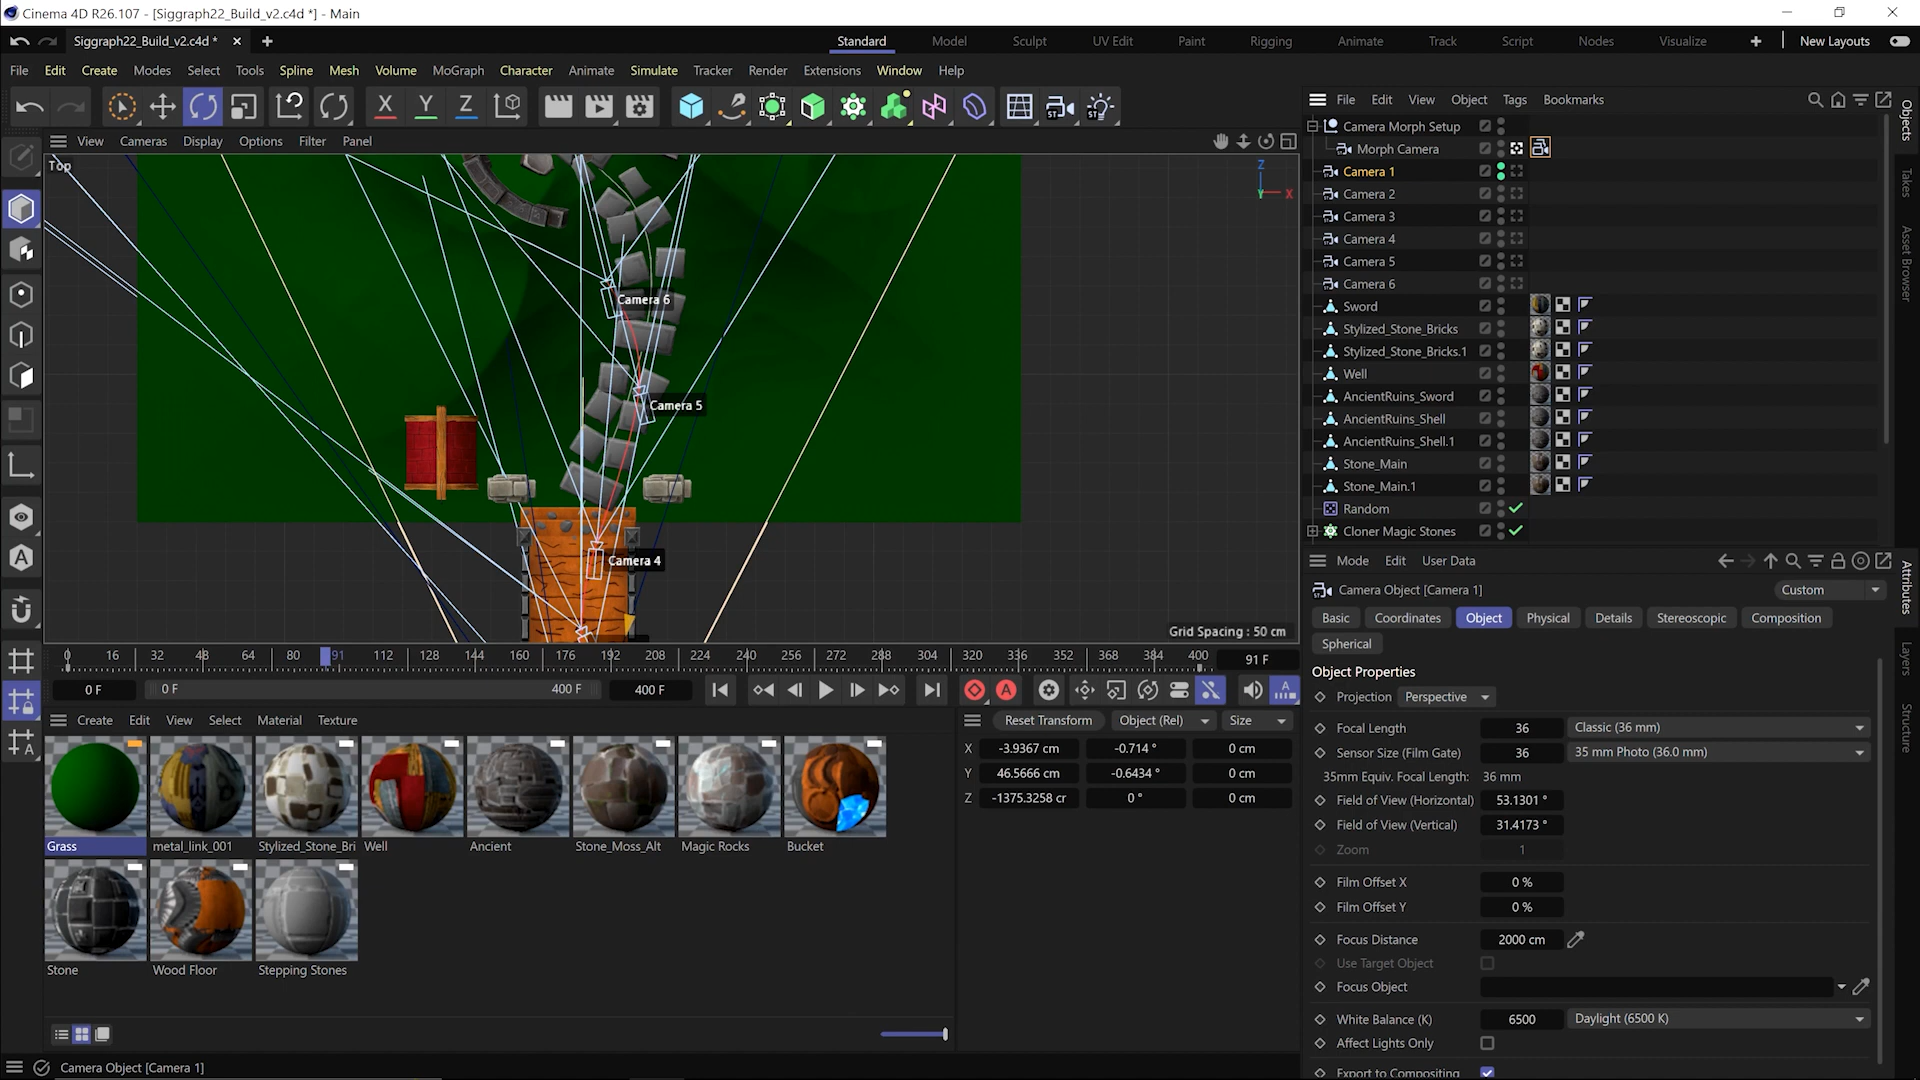 Cinema 4D R26.107 - [Siggraph22_Build_v2.c4d *] - Main
Siggraph22_Build_v2.c4d *
Standard Model Sculpt UV Edit Paint Rigging Animate Track Script Nodes Visualize New Layouts
File Edit Create Modes Select Tools Spline Mesh Volume MoGraph Character Animate Simulate Tracker Render Extensions Window Help
X Y Z
File Edit View Object Tags Bookmarks
View Cameras Display Options Filter Panel
Top
Z
Y X
Camera 6
Camera 5
Camera 4
Grid Spacing : 50 cm
Camera Morph Setup
Morph Camera
Camera 1
Camera 2
Camera 3
Camera 4
Camera 5
Camera 6
Sword
Stylized_Stone_Bricks
Stylized_Stone_Bricks.1
Well
AncientRuins_Sword
AncientRuins_Shell
AncientRuins_Shell.1
Stone_Main
Stone_Main.1
Random
Cloner Magic Stones
Objects
Takes
Asset Browser
Attributes
Layers
Structure
Mode Edit User Data
Camera Object [Camera 1]
Custom
Basic Coordinates Object Physical Details Stereoscopic Composition
Spherical
Object Properties
Projection Perspective
Focal Length 36 Classic (36 mm)
Sensor Size (Film Gate) 36 35 mm Photo (36.0 mm)
35mm Equiv. Focal Length: 36 mm
Field of View (Horizontal) 53.1301 °
Field of View (Vertical) 31.4173 °
Zoom 1
Film Offset X 0 %
Film Offset Y 0 %
Focus Distance 2000 cm
Use Target Object
Focus Object
White Balance (K) 6500 Daylight (6500 K)
Affect Lights Only
Export to Compositing
0 16 32 48 64 80 91 112 128 144 160 176 192 208 224 240 256 272 288 304 320 336 352 368 384 400 91 F
0 F 0 F 400 F 400 F
Create Edit View Select Material Texture
Grass metal_link_001 Stylized_Stone_Bri Well Ancient Stone_Moss_Alt Magic Rocks Bucket
Stone Wood Floor Stepping Stones
Reset Transform Object (Rel) Size
X -3.9367 cm -0.714 ° 0 cm
Y 46.5666 cm -0.6434 ° 0 cm
Z -1375.3258 cr 0 ° 0 cm
Camera Object [Camera 1]